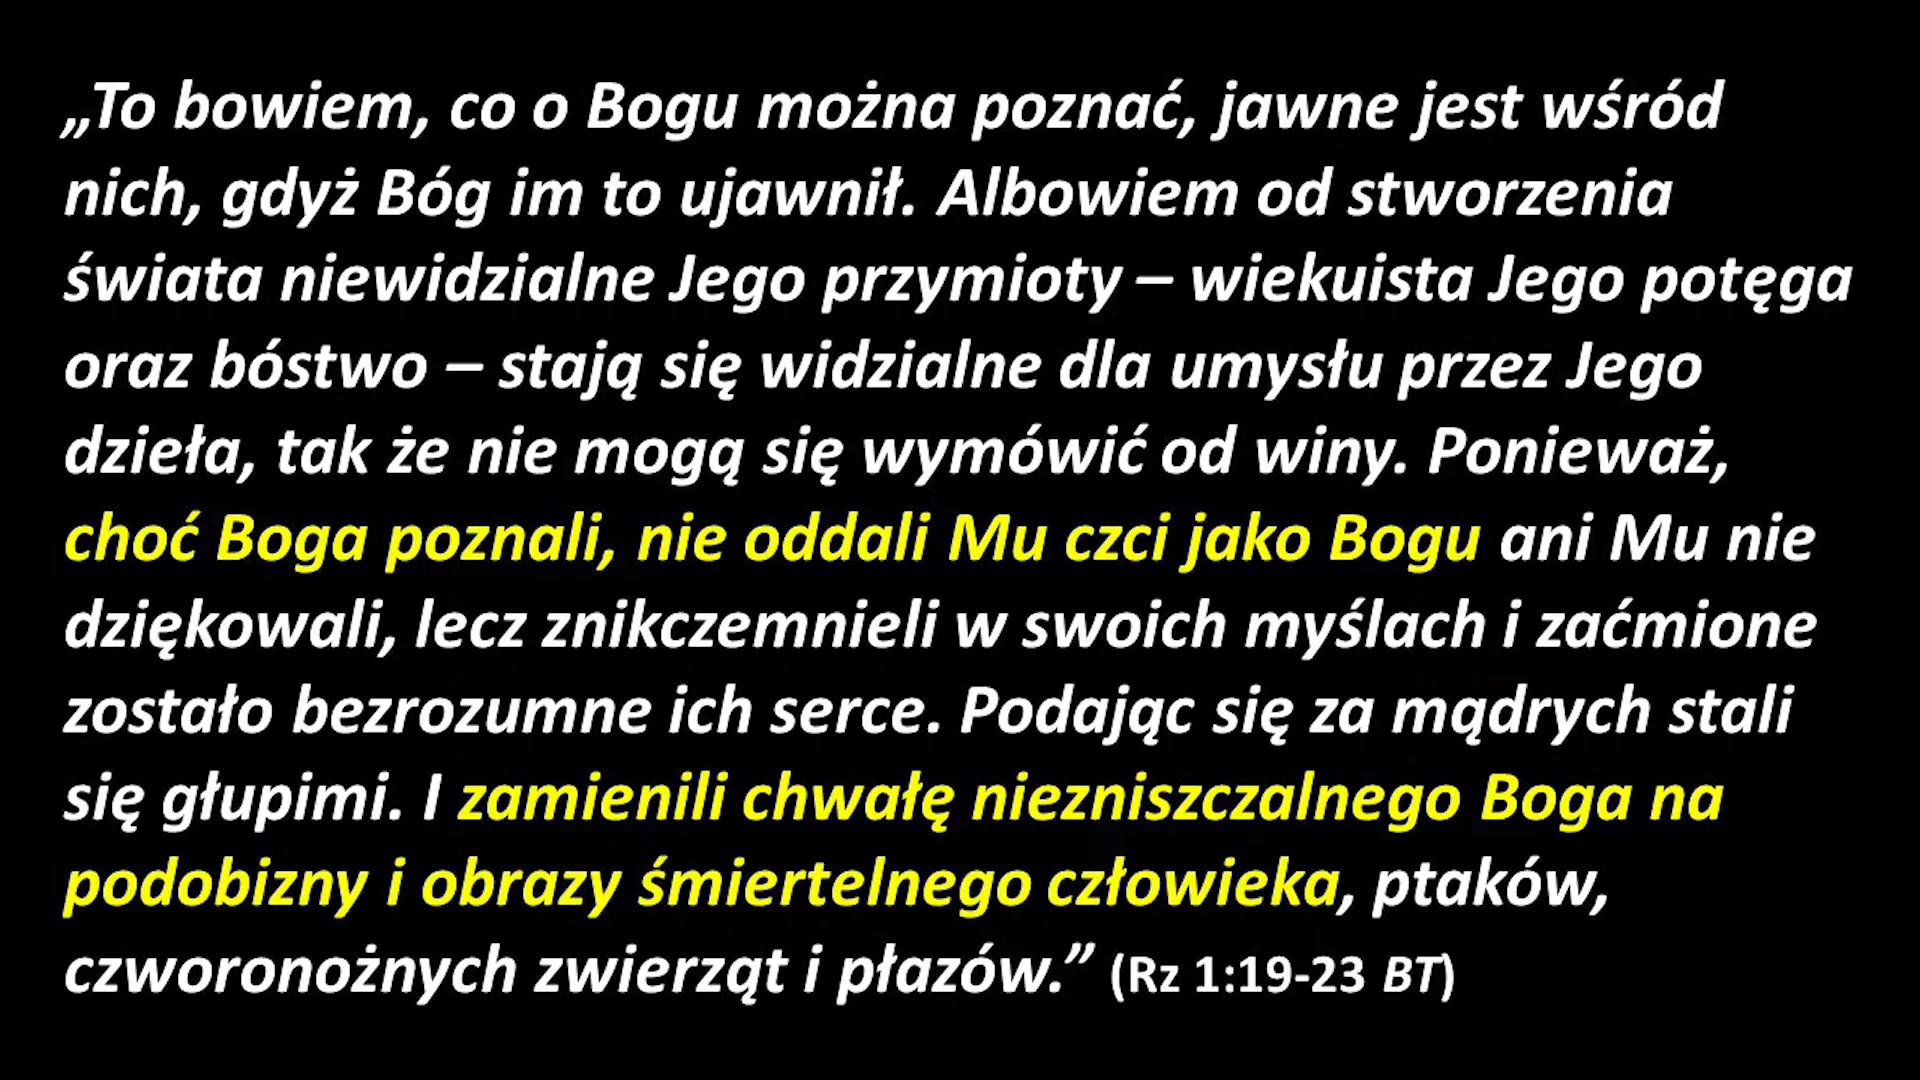 „To bowiem, co o Bogu można poznać, jawne jest wśród
nich, gdyż Bóg im to ujawnił. Albowiem od stworzenia
świata niewidzialne Jego przymioty – wiekuista Jego potęga
oraz bóstwo – stają się widzialne dla umysłu przez Jego
dzieła, tak że nie mogą się wymówić od winy. Ponieważ,
choć Boga poznali, nie oddali Mu czci jako Bogu ani Mu nie
dziękowali, lecz znikczemnieli w swoich myślach i zaćmione
zostało bezrozumne ich serce. Podając się za mądrych stali
się głupimi. I zamienili chwałę niezniszczalnego Boga na
podobizny i obrazy śmiertelnego człowieka, ptaków,
czworonożnych zwierząt i płazów.” (Rz 1:19-23 BT)